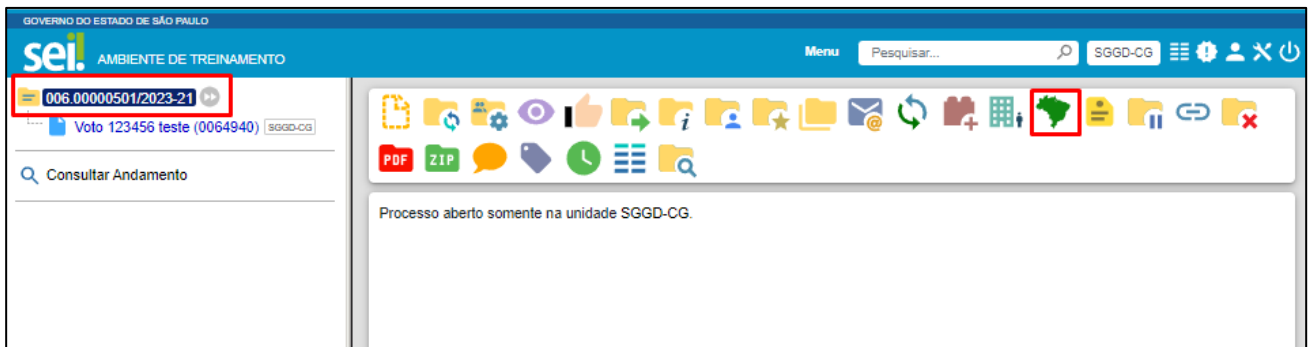 GOVERNO DO ESTADO DE SÃO PAULO
sei! AMBIENTE DE TREINAMENTO
Menu Pesquisar... SGGD-CG
006.00000501/2023-21
Voto 123456 teste (0064940) SGGD-CG
Consultar Andamento
PDF ZIP
Processo aberto somente na unidade SGGD-CG.